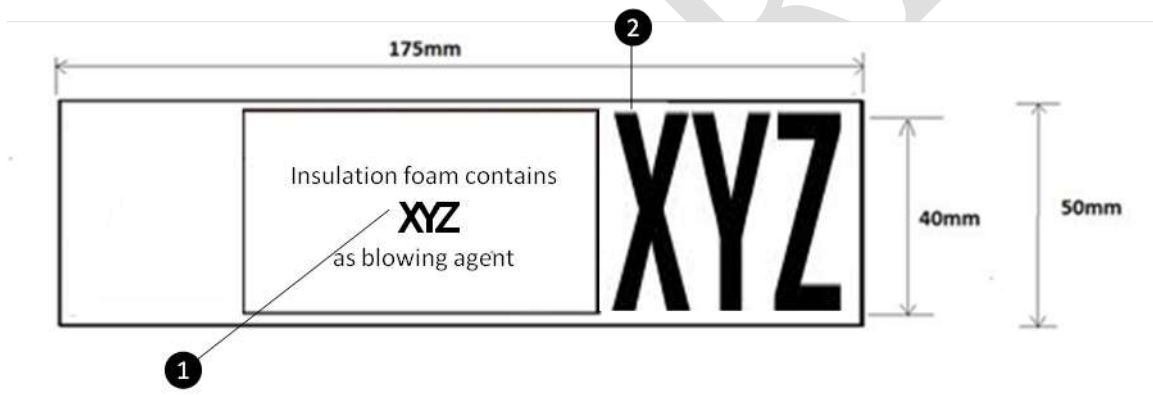 2
175mm
Insulation foam contains
XYZ
as blowing agent
XYZ
40mm
50mm
1